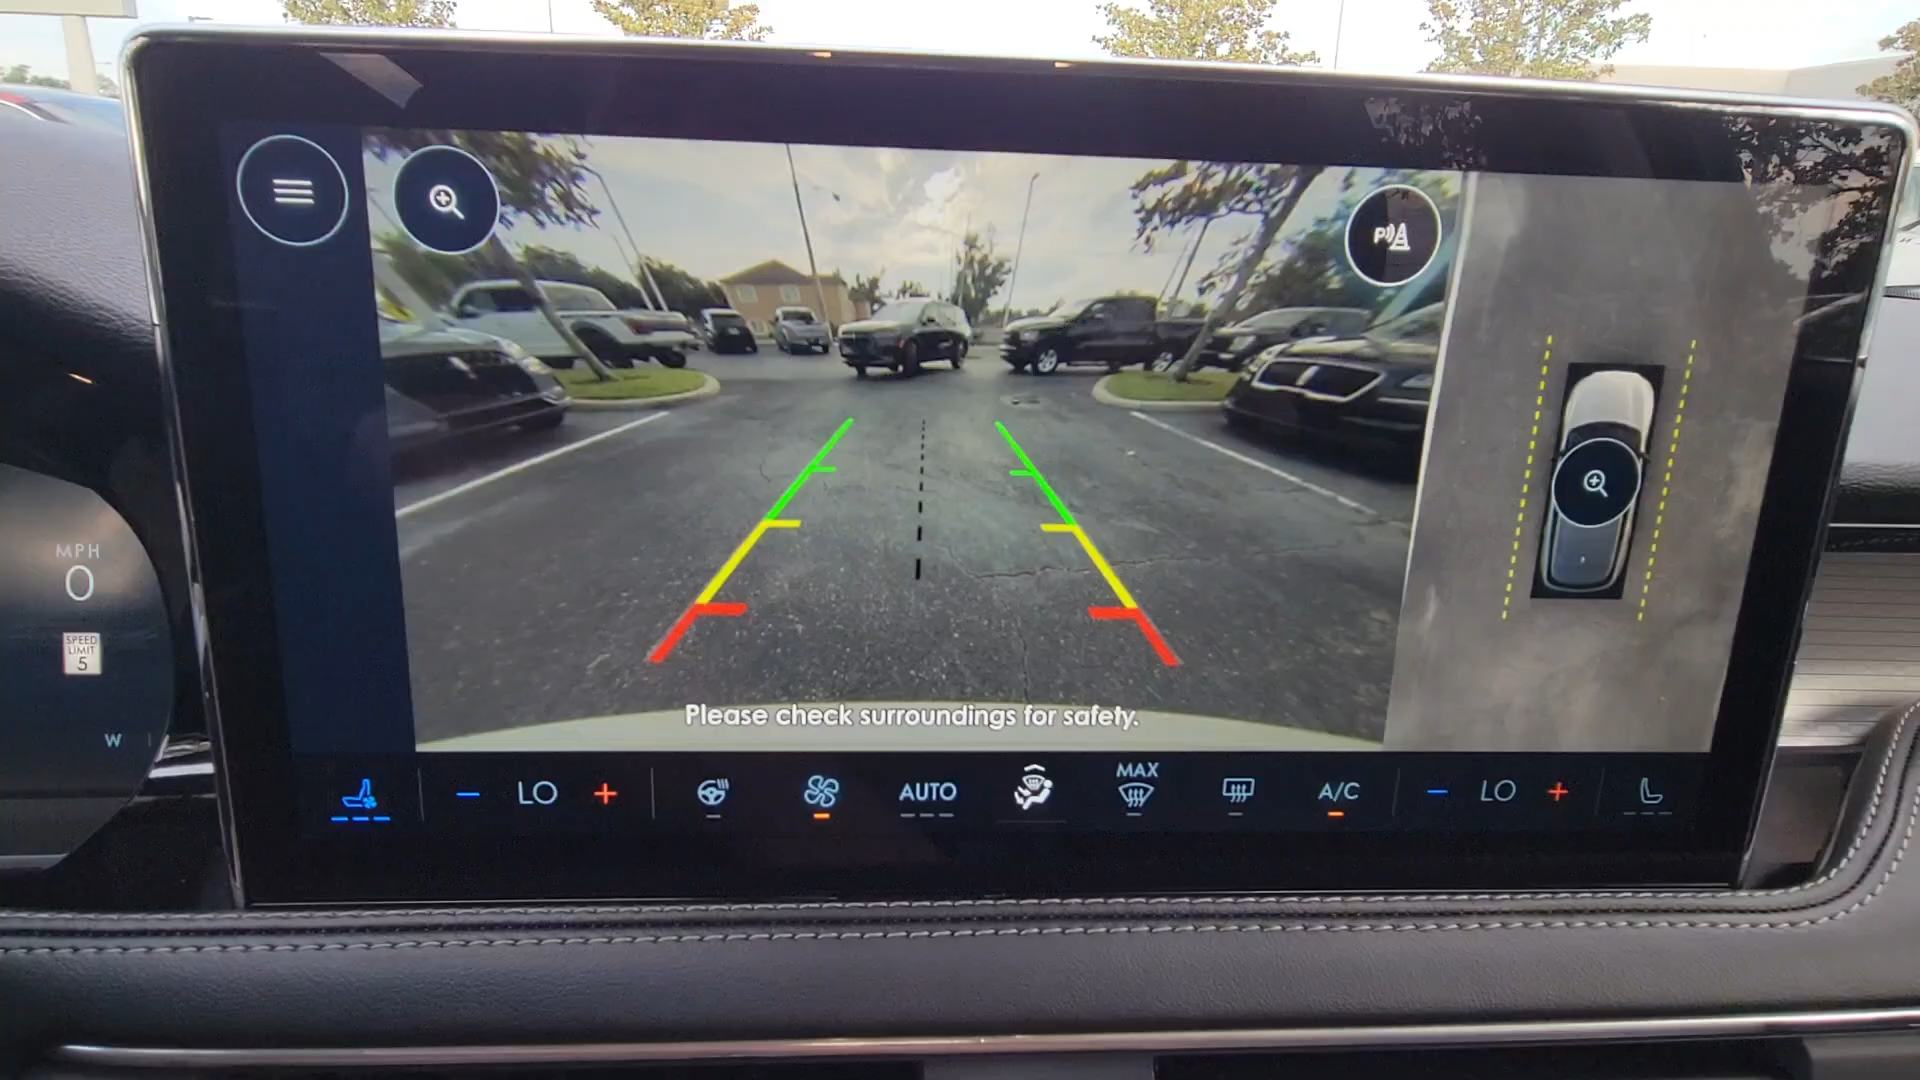 MPH
0
SPEED
LIMIT
5
W
P
Please check surroundings for safety.
− LO +
AUTO
MAX
A/C
− LO +